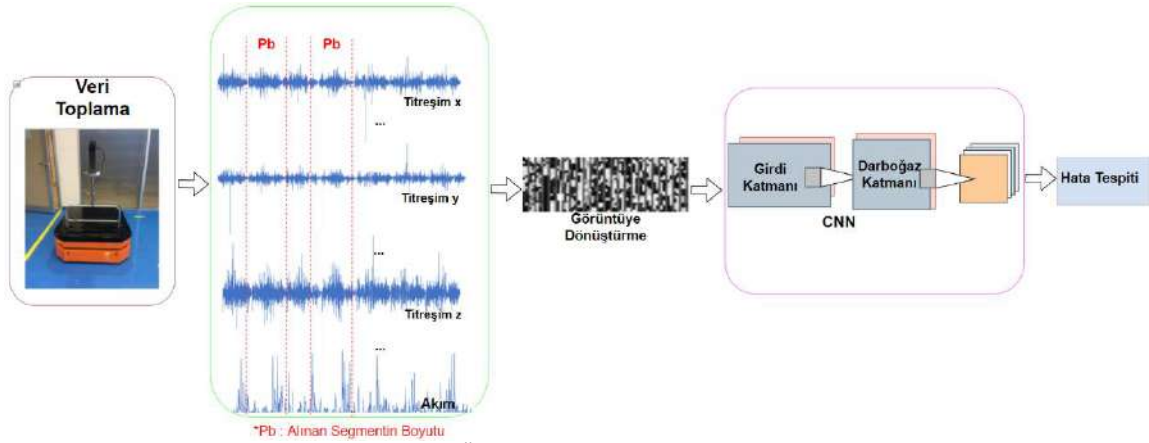 Veri
Toplama
Pb
Pb
Titreşim x
...
Titreşim y
...
Titreşim z
...
Akım
*Pb : Alınan Segmentin Boyutu
Görüntüye
Dönüştürme
Girdi
Katmanı
Darboğaz
Katmanı
CNN
Hata Tespiti